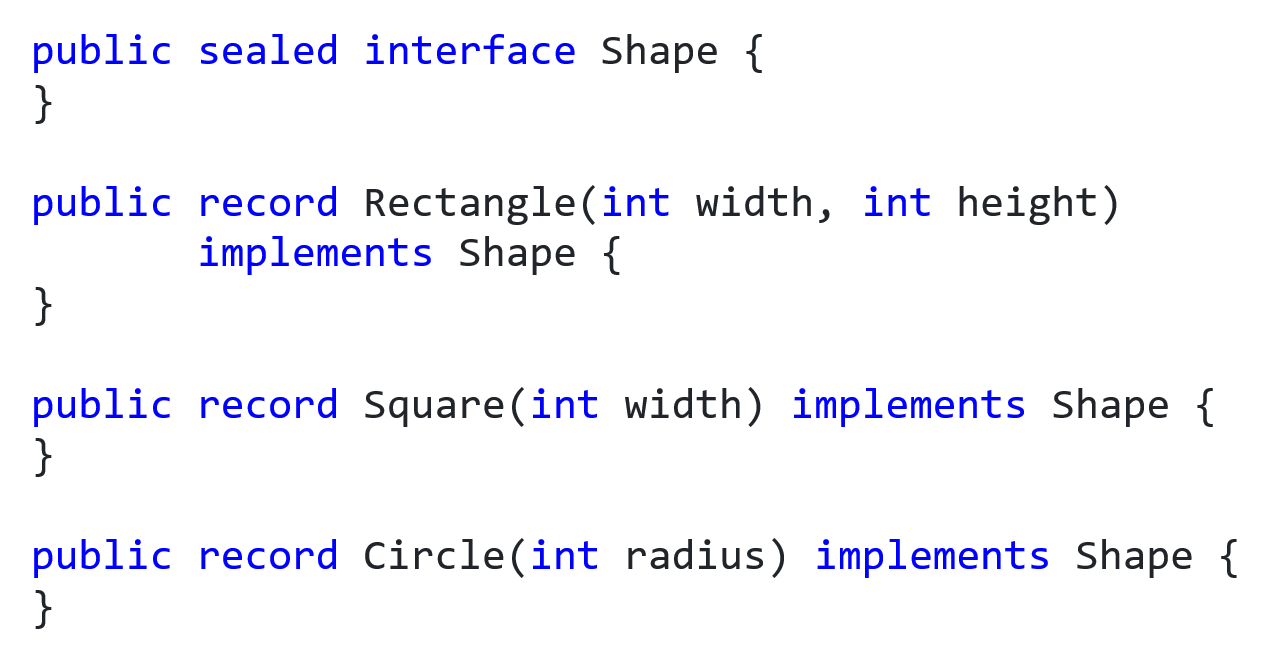 public sealed interface Shape {
}
public record Rectangle(int width, int height)
       implements Shape {
}
public record Square(int width) implements Shape {
}
public record Circle(int radius) implements Shape {
}